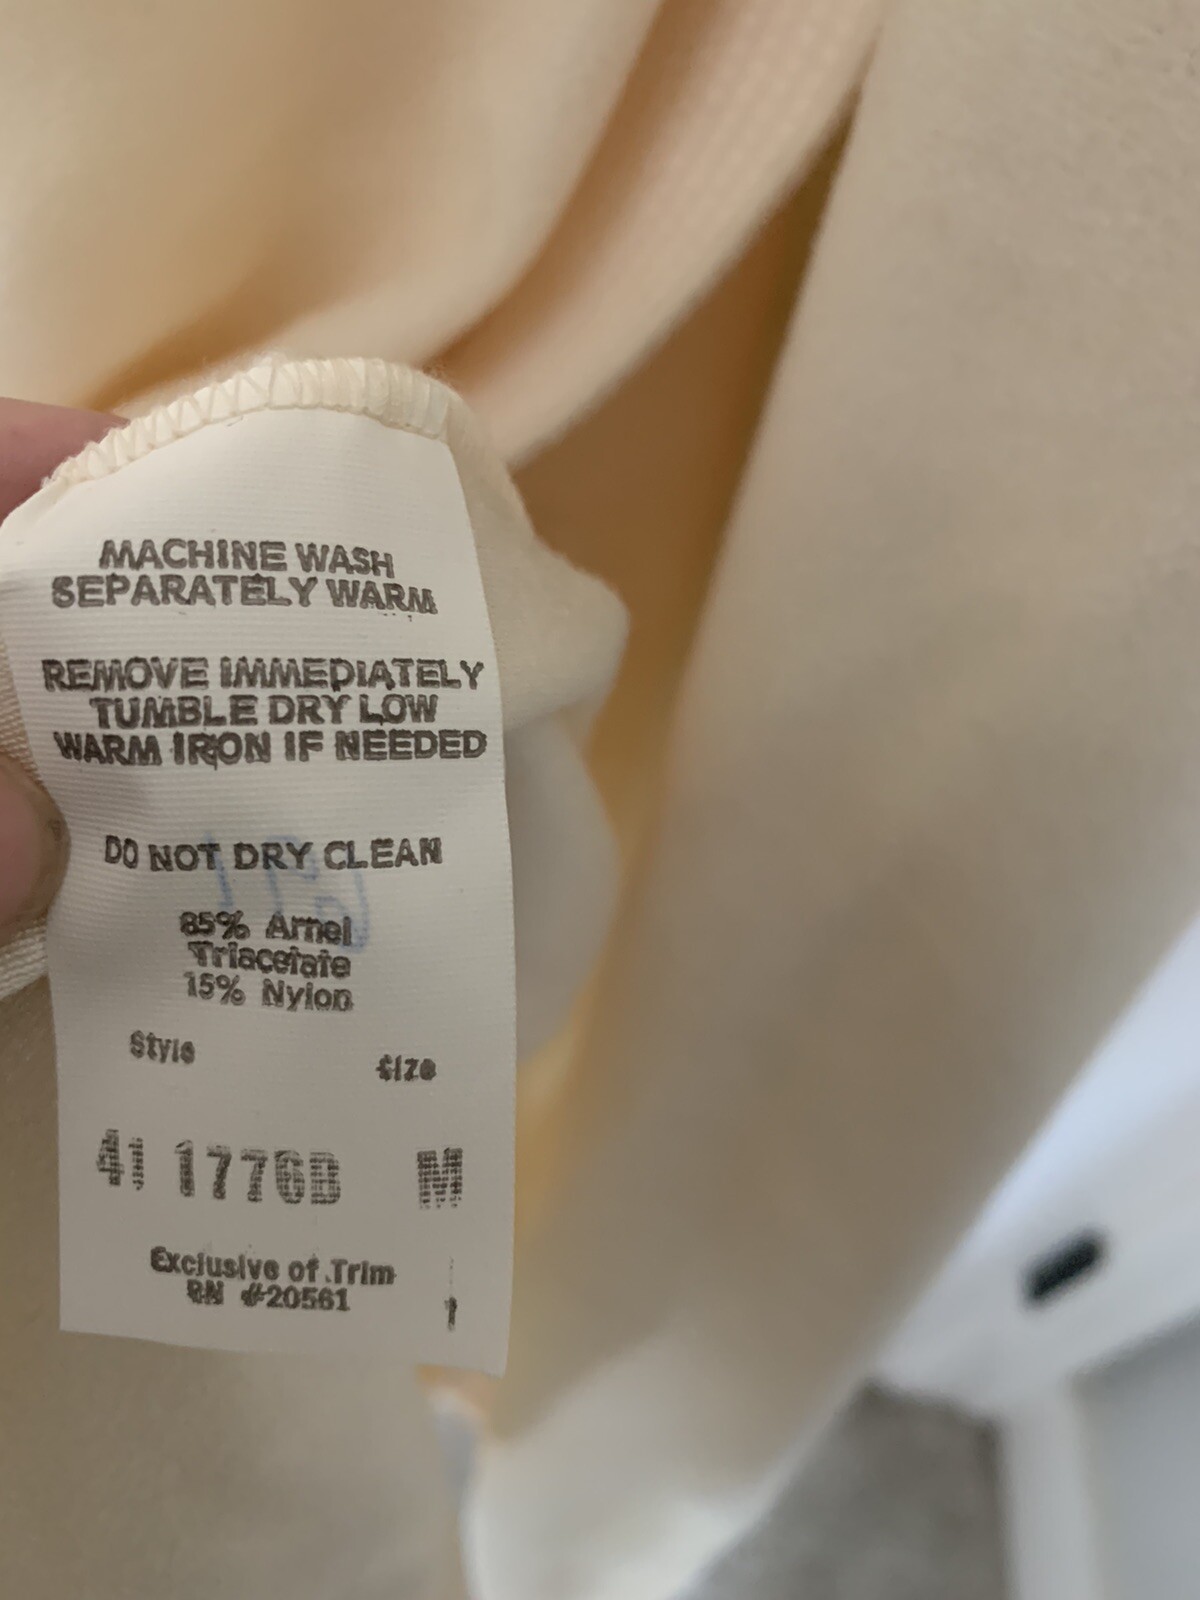 MACHINE WASH
SEPARATELY WARM
REMOVE IMMEDIATELY
TUMBLE DRY LOW
WARM IRON IF NEEDED
DO NOT DRY CLEAN
85% Arnel
Triacetate
15% Nylon
Style Size
41 1776B M
Exclusive of Trim
RN #20561
1